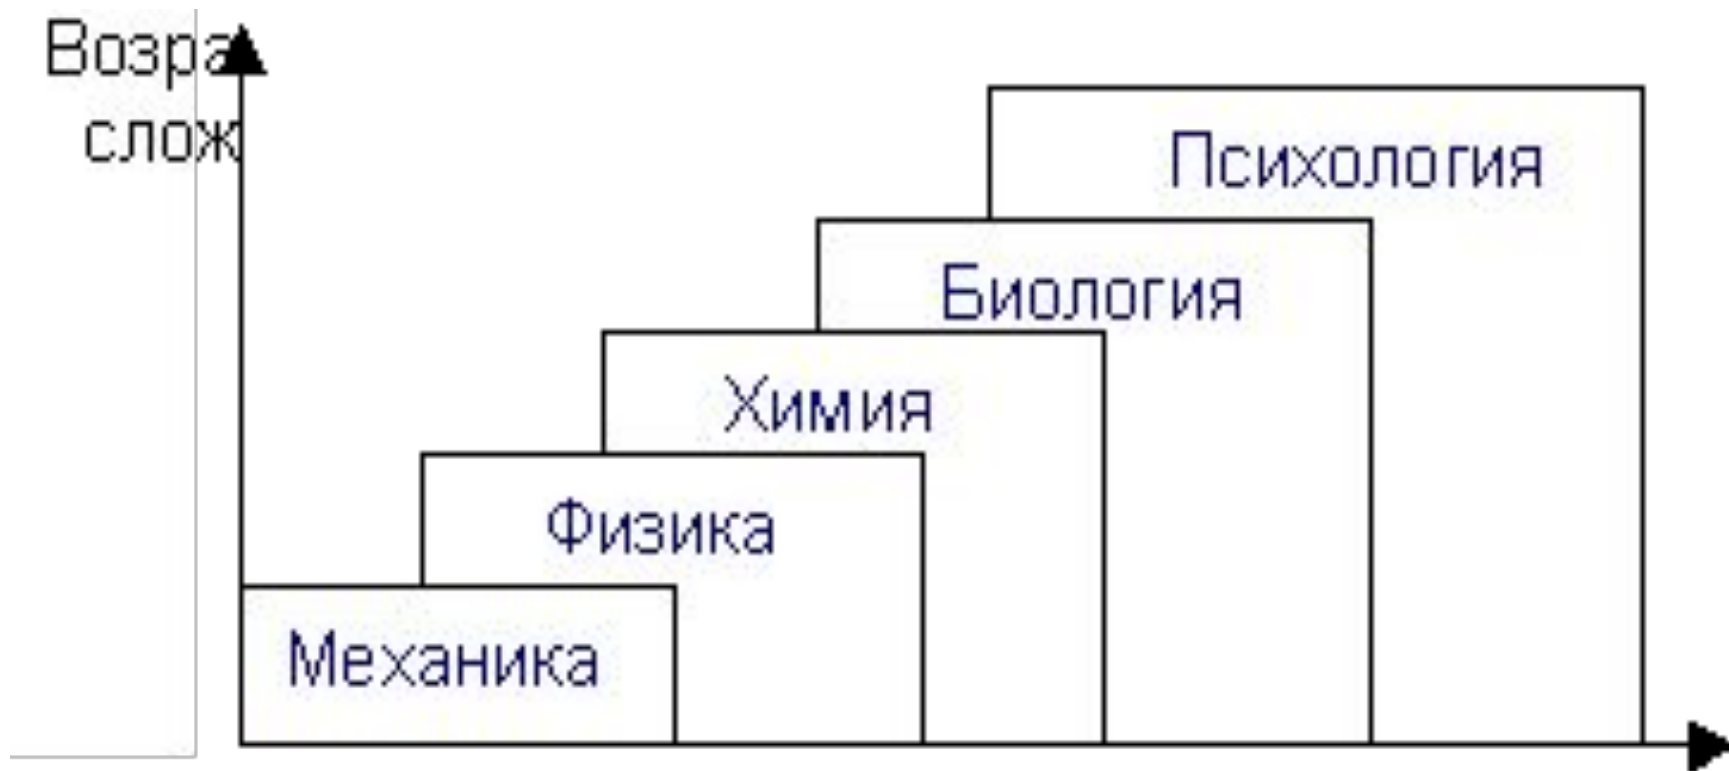 Возра
слож
Психология
Биология
Химия
Физика
Механика